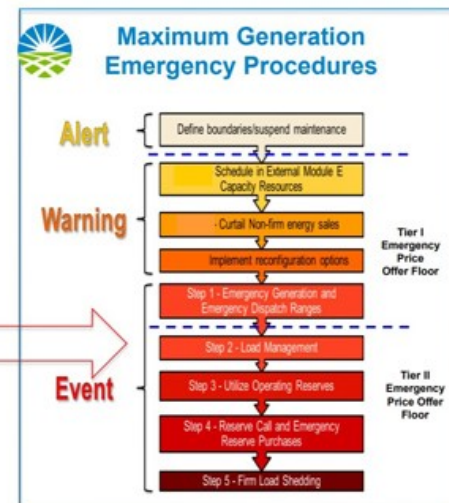 Maximum Generation
Emergency Procedures
Alert
Define boundaries/suspend maintenance
Schedule in External Module E
Capacity Resources
Warning
- Curtail Non-firm energy sales
Implement reconfiguration options
Tier I
Emergency
Price
Offer Floor
Step 1 - Emergency Generation and
Emergency Dispatch Ranges
Step 2 - Load Management
Event
Step 3 - Utilize Operating Reserves
Step 4 - Reserve Call and Emergency
Reserve Purchases
Step 5 - Firm Load Shedding
Tier II
Emergency
Price Offer
Floor